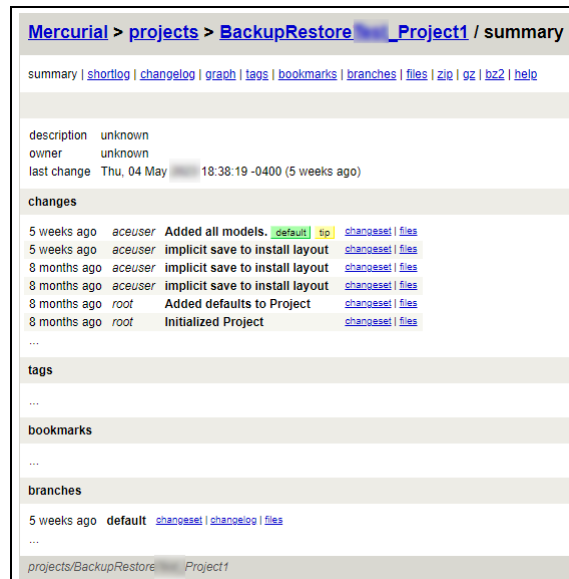 Mercurial > projects > BackupRestore _Project1 / summary
summary | shortlog | changelog | graph | tags | bookmarks | branches | files | zip | gz | bz2 | help
description unknown
owner unknown
last change Thu, 04 May 18:38:19 -0400 (5 weeks ago)
changes
5 weeks ago aceuser Added all models. default tip changeset | files
5 weeks ago aceuser implicit save to install layout changeset | files
8 months ago aceuser implicit save to install layout changeset | files
8 months ago aceuser implicit save to install layout changeset | files
8 months ago root Added defaults to Project changeset | files
8 months ago root Initialized Project changeset | files
...
tags
...
bookmarks
...
branches
5 weeks ago default changeset | changelog | files
...
projects/BackupRestore _Project1